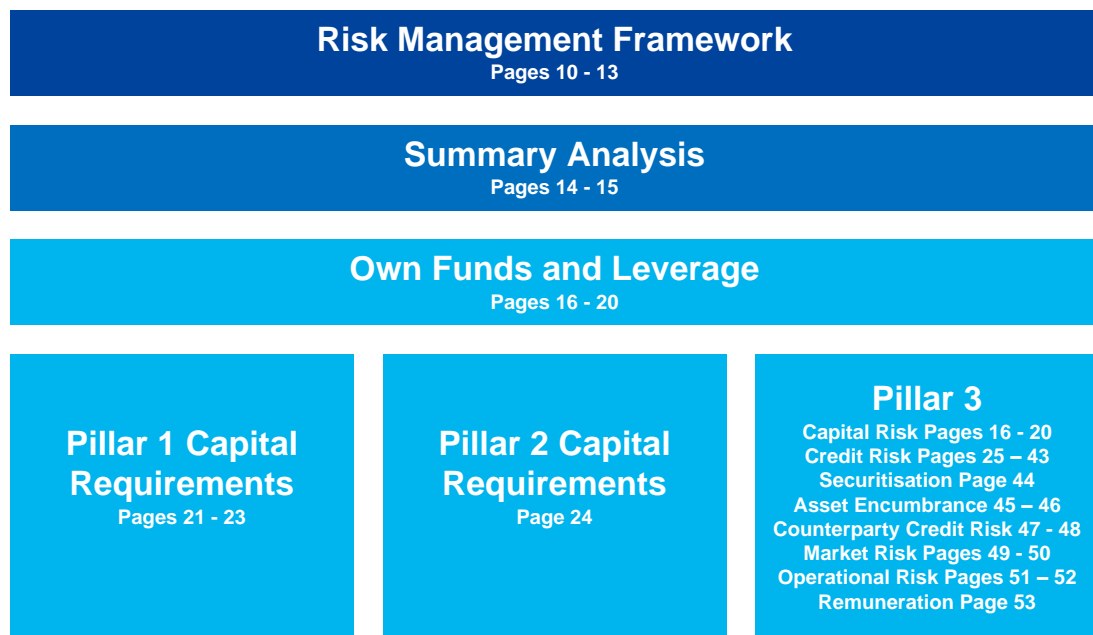 Risk Management Framework
Pages 10 - 13
Summary Analysis
Pages 14 - 15
Own Funds and Leverage
Pages 16 - 20
Pillar 1 Capital
Requirements
Pages 21 - 23
Pillar 2 Capital
Requirements
Page 24
Pillar 3
Capital Risk Pages 16 - 20
Credit Risk Pages 25 – 43
Securitisation Page 44
Asset Encumbrance 45 – 46
Counterparty Credit Risk 47 - 48
Market Risk Pages 49 - 50
Operational Risk Pages 51 – 52
Remuneration Page 53